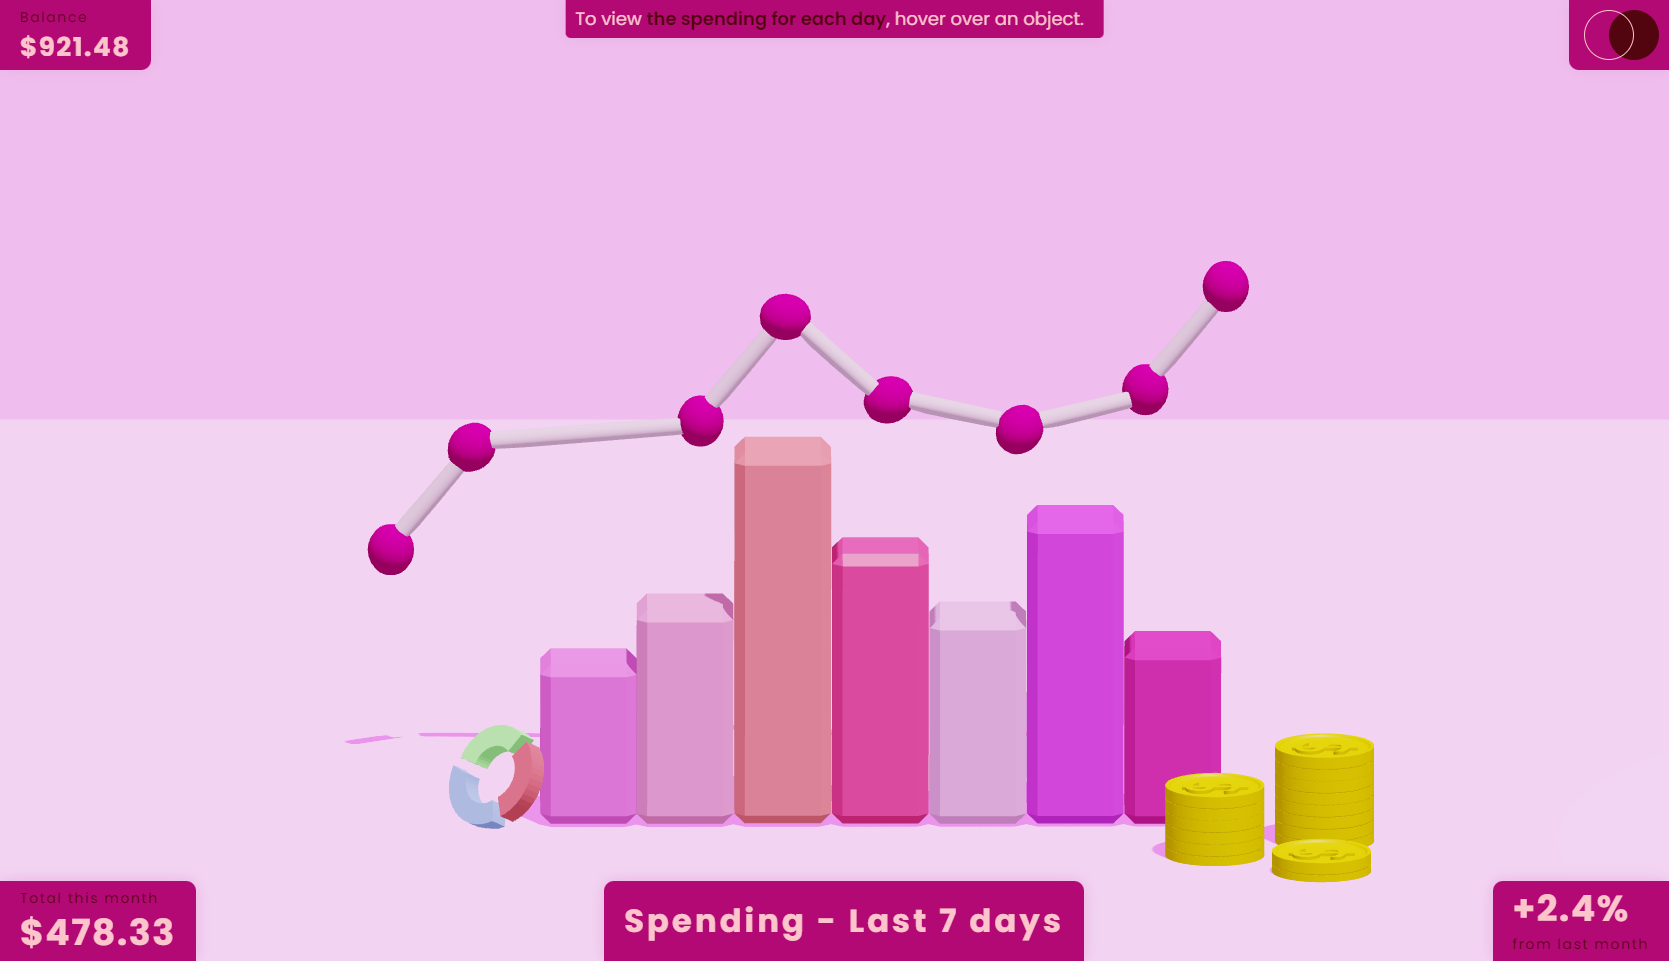 Balance
$921.48
To view the spending for each day, hover over an object.
Total this month
$478.33
Spending - Last 7 days
+2.4%
from last month